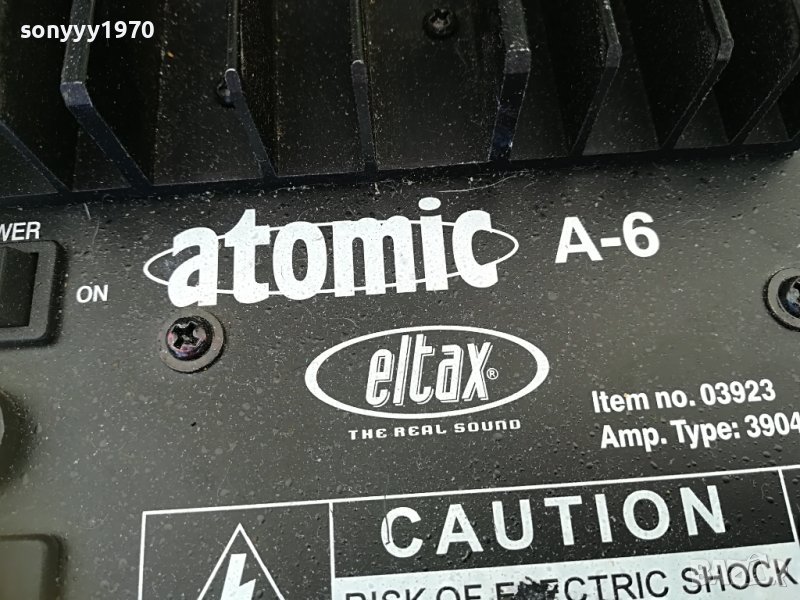 sonyyy1970
WER
ON
atomic A-6
eltax®
THE REAL SOUND
Item no. 03923
Amp. Type: 3904
CAUTION
RISK OF ELECTRIC SHOCK